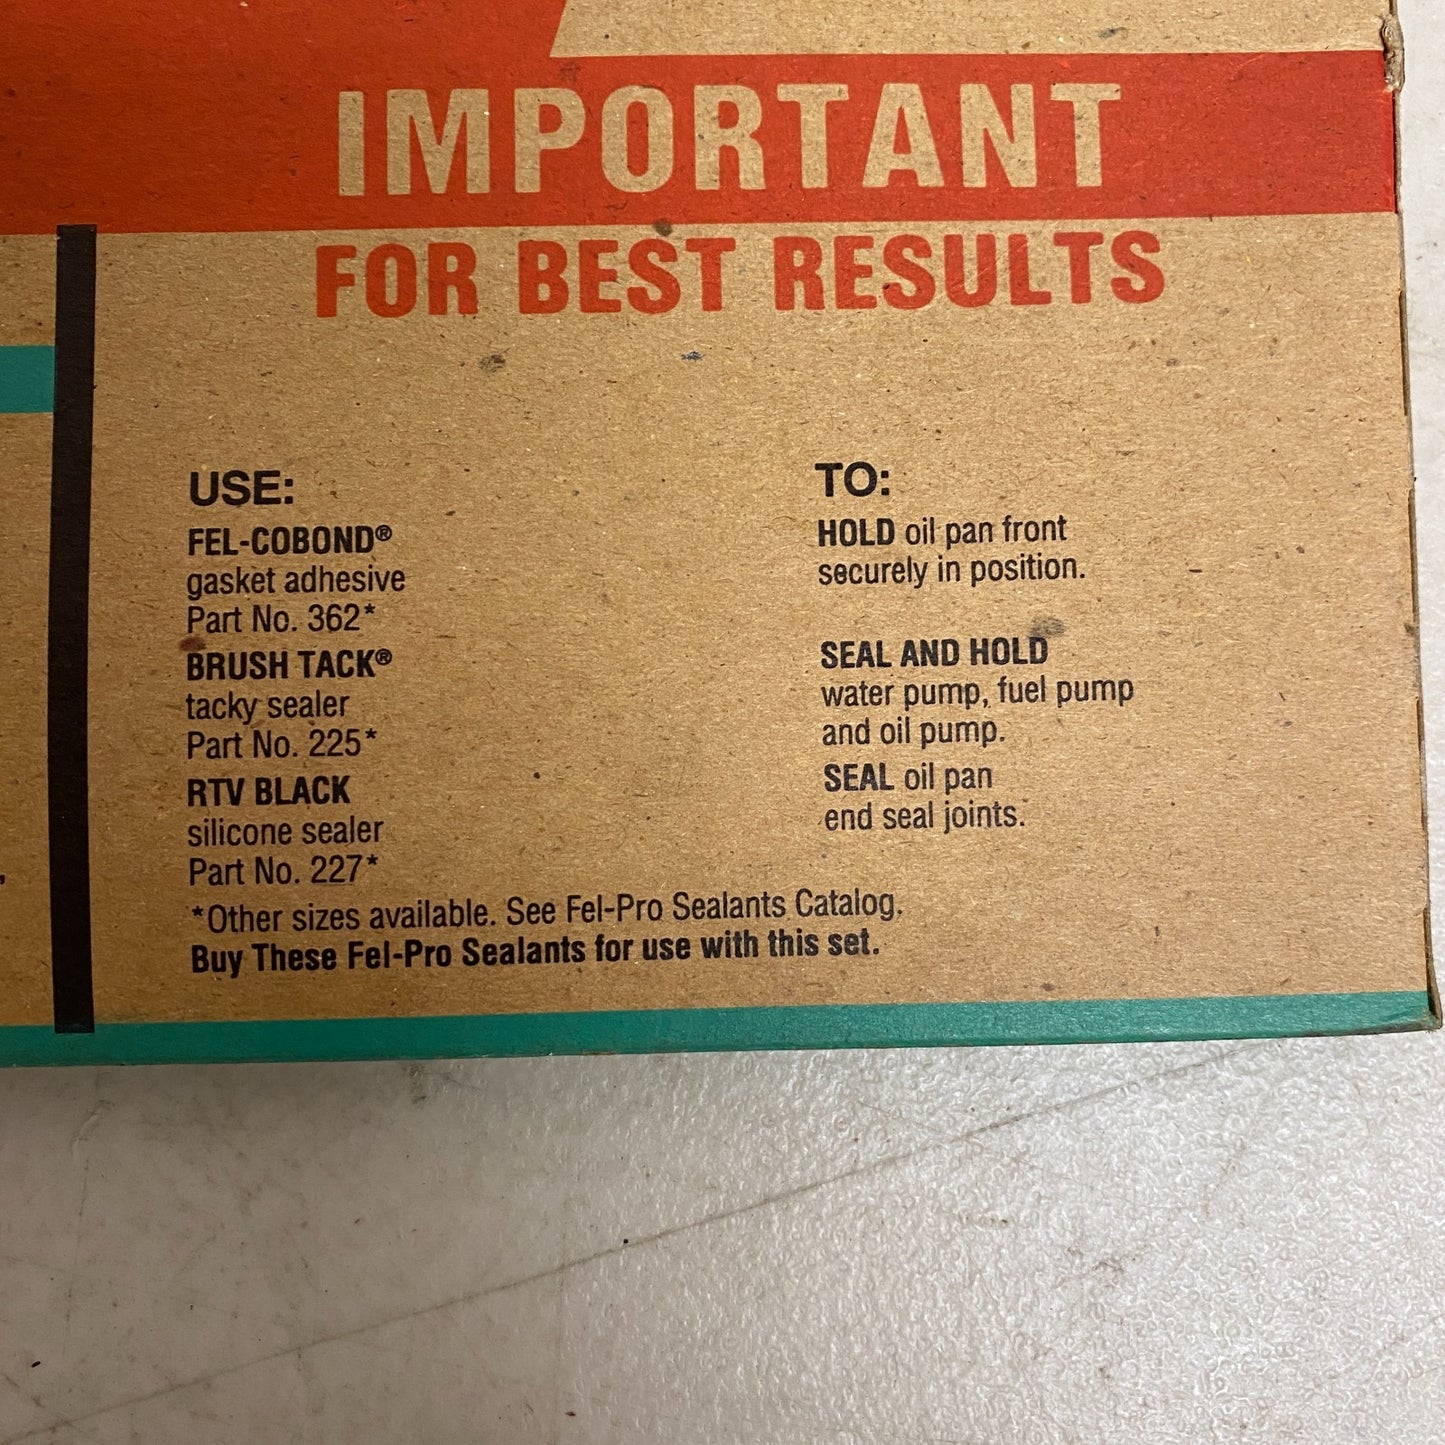 IMPORTANT
FOR BEST RESULTS
USE:
FEL-COBOND®
gasket adhesive
Part No. 362*
BRUSH TACK®
tacky sealer
Part No. 225*
RTV BLACK
silicone sealer
Part No. 227*
TO:
HOLD oil pan front
securely in position.
SEAL AND HOLD
water pump, fuel pump
and oil pump.
SEAL oil pan
end seal joints.
*Other sizes available. See Fel-Pro Sealants Catalog.
Buy These Fel-Pro Sealants for use with this set.